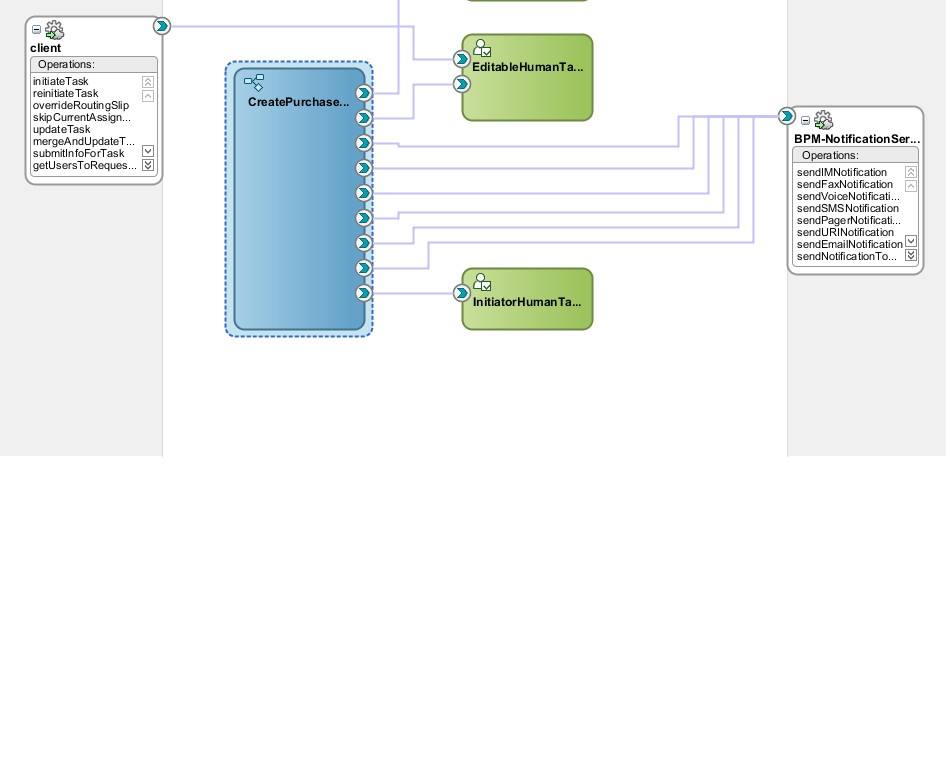 client
Operations:
initiateTask
reinitiateTask
overrideRoutingSlip
skipCurrentAssign...
updateTask
mergeAndUpdateT...
submitInfoForTask
getUsersToReques...
CreatePurchase...
EditableHumanTa...
InitiatorHumanTa...
BPM-NotificationSer...
Operations:
sendIMNotification
sendFaxNotification
sendVoiceNotificati...
sendSMSNotification
sendPagerNotificati...
sendURINotification
sendEmailNotification
sendNotificationTo...